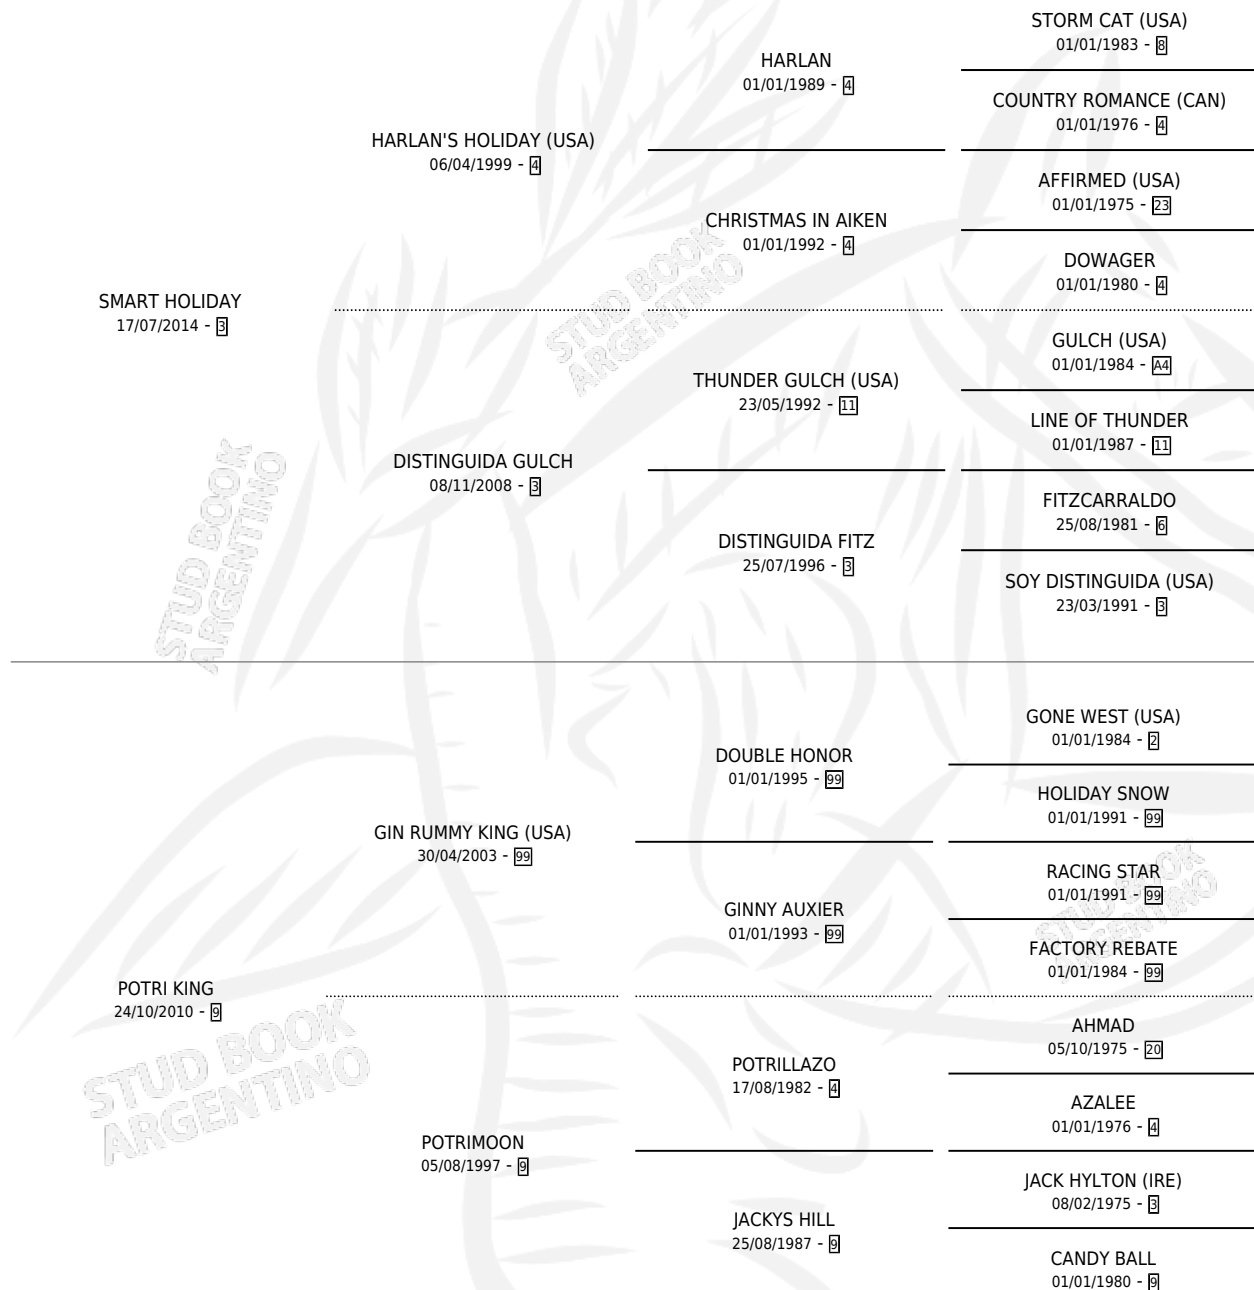 STORM CAT (USA)
01/01/1983 - 8
HARLAN
01/01/1989 - 4
COUNTRY ROMANCE (CAN)
01/01/1976 - 4
HARLAN'S HOLIDAY (USA)
06/04/1999 - 4
AFFIRMED (USA)
01/01/1975 - 23
CHRISTMAS IN AIKEN
01/01/1992 - 4
DOWAGER
01/01/1980 - 4
SMART HOLIDAY
17/07/2014 - 3
STUD BOOK
ARGENTINO
GULCH (USA)
01/01/1984 - A4
THUNDER GULCH (USA)
23/05/1992 - 11
LINE OF THUNDER
01/01/1987 - 11
DISTINGUIDA GULCH
08/11/2008 - 3
FITZCARRALDO
25/08/1981 - 6
DISTINGUIDA FITZ
25/07/1996 - 3
SOY DISTINGUIDA (USA)
23/03/1991 - 3
STUD BOOK
ARGENTINO
GONE WEST (USA)
01/01/1984 - 2
DOUBLE HONOR
01/01/1995 - 99
HOLIDAY SNOW
01/01/1991 - 99
GIN RUMMY KING (USA)
30/04/2003 - 99
RACING STAR
01/01/1991 - 99
GINNY AUXIER
01/01/1993 - 99
FACTORY REBATE
01/01/1984 - 99
STUD BOOK
ARGENTINO
POTRI KING
24/10/2010 - 9
AHMAD
05/10/1975 - 20
POTRILLAZO
17/08/1982 - 4
AZALEE
01/01/1976 - 4
STUD BOOK
ARGENTINO
POTRIMOON
05/08/1997 - 9
JACK HYLTON (IRE)
08/02/1975 - 3
JACKYS HILL
25/08/1987 - 9
CANDY BALL
01/01/1980 - 9